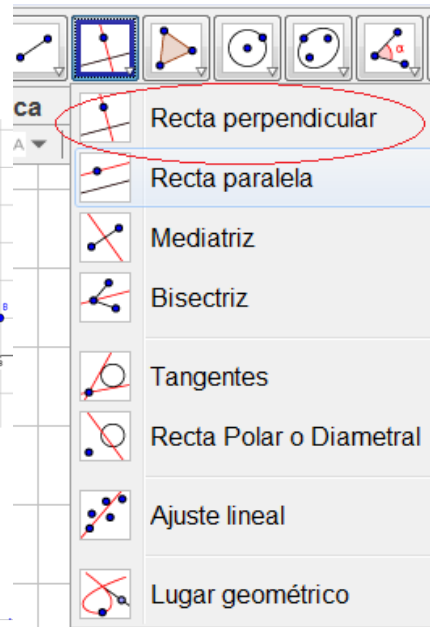 α
ca
A
Recta perpendicular
Recta paralela
Mediatriz
B
Bisectriz
Tangentes
Recta Polar o Diametral
Ajuste lineal
Lugar geométrico